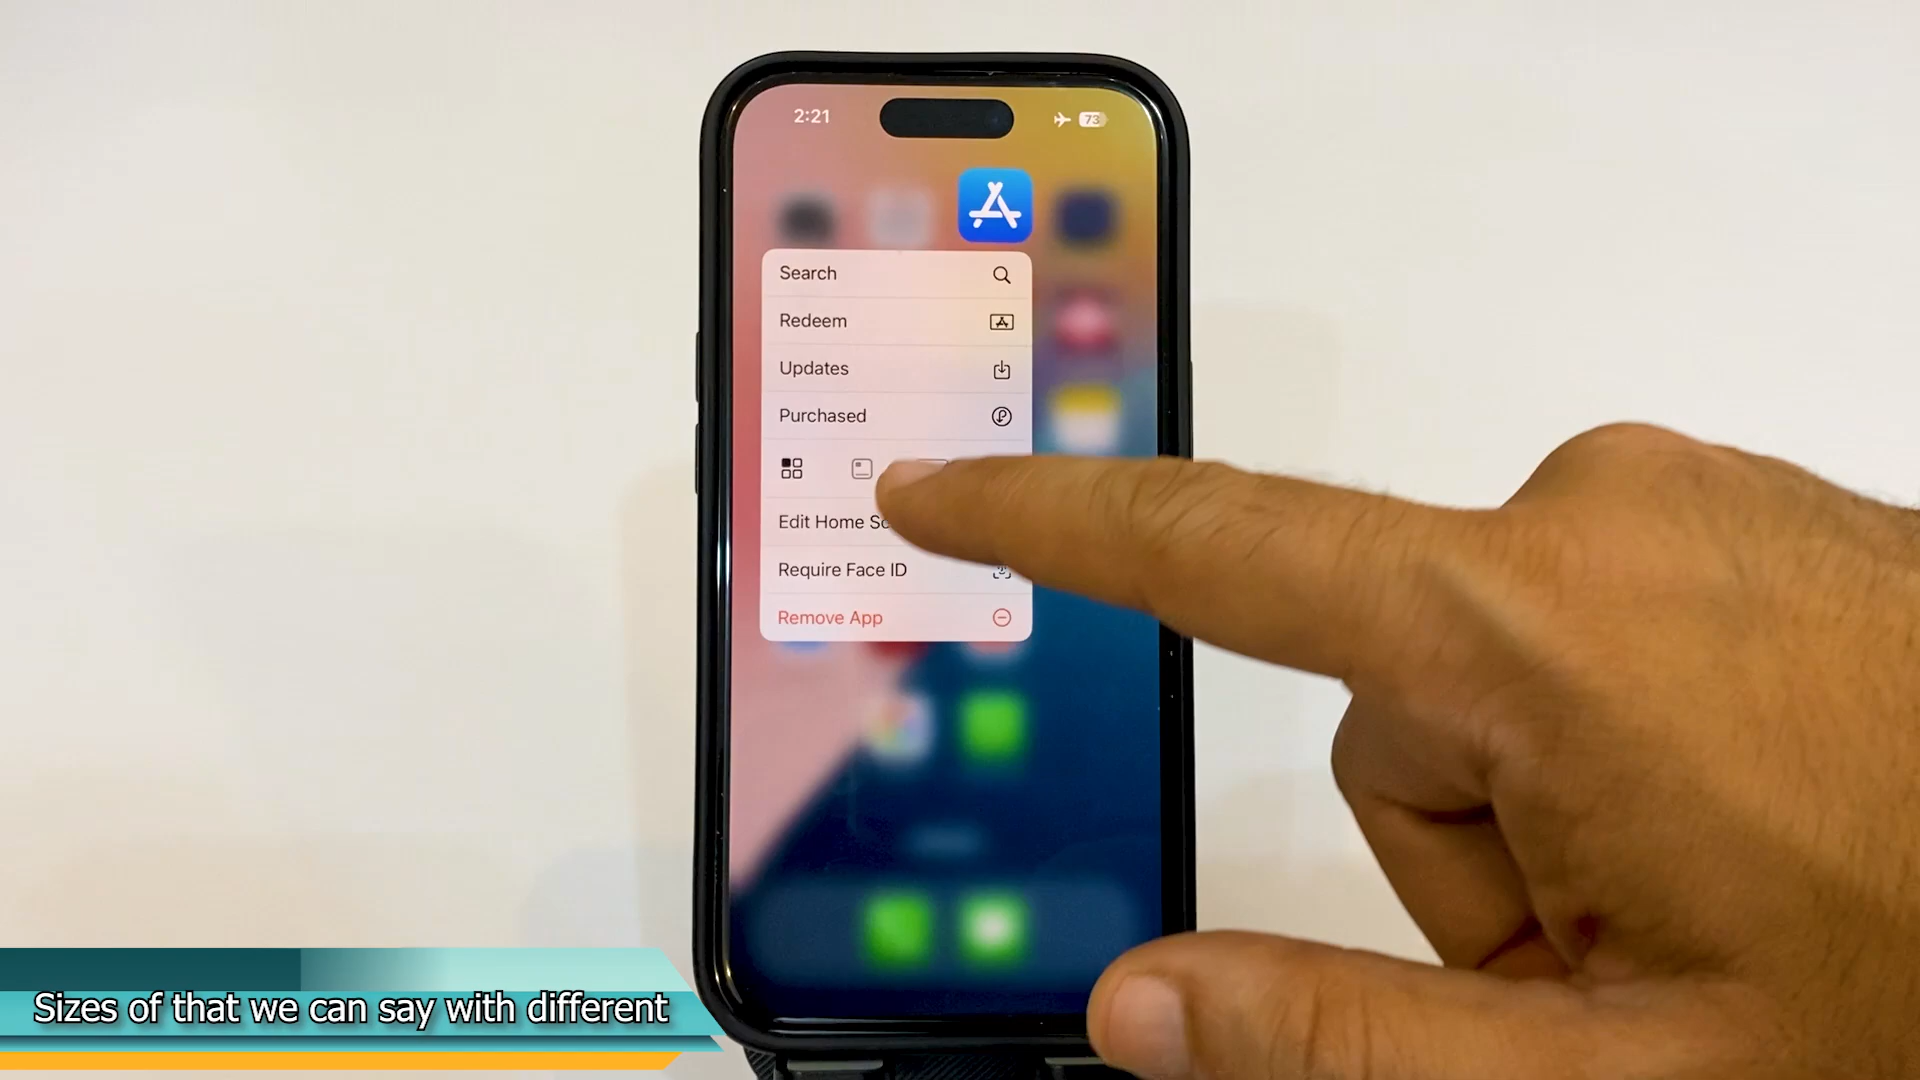 2:21
73
Search
Redeem
Updates
Purchased
Edit Home Sc
Require Face ID
Remove App
Sizes of that we can say with different